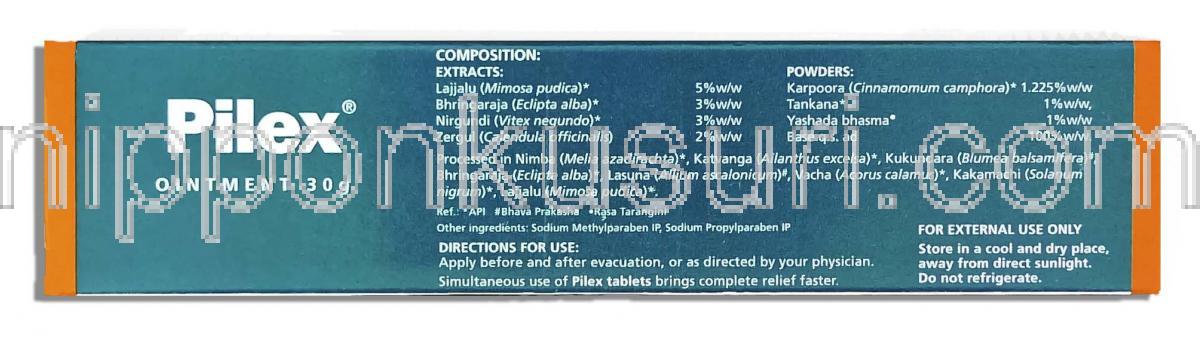 Pilex®
OINTMENT 30g
COMPOSITION:
EXTRACTS:
Lajjalu (Mimosa pudica)* 5%w/w
Bhringaraja (Eclipta alba)* 3%w/w
Nirgundi (Vitex negundo)* 3%w/w
Zergul (Calendula officinalis) 2%w/w
POWDERS:
Karpoora (Cinnamomum camphora)* 1.225%w/w
Tankana* 1%w/w,
Yashada bhasma• 1%w/w
Base q.s. ad 100%w/w
Processed in Nimba (Melia azadirachta)*, Katvanga (Ailanthus excelsa)*, Kukundara (Blumea balsamifera)#,
Bhringaraja (Eclipta alba)*, Lasuna (Allium ascalonicum)#, Vacha (Acorus calamus)*, Kakamachi (Solanum
nigrum)*, Lajjalu (Mimosa pudica)*.
Ref.: *API #Bhava Prakasha •Rasa Tarangini
Other ingredients: Sodium Methylparaben IP, Sodium Propylparaben IP
DIRECTIONS FOR USE:
Apply before and after evacuation, or as directed by your physician.
Simultaneous use of Pilex tablets brings complete relief faster.
FOR EXTERNAL USE ONLY
Store in a cool and dry place,
away from direct sunlight.
Do not refrigerate.
nipponkusuri.com